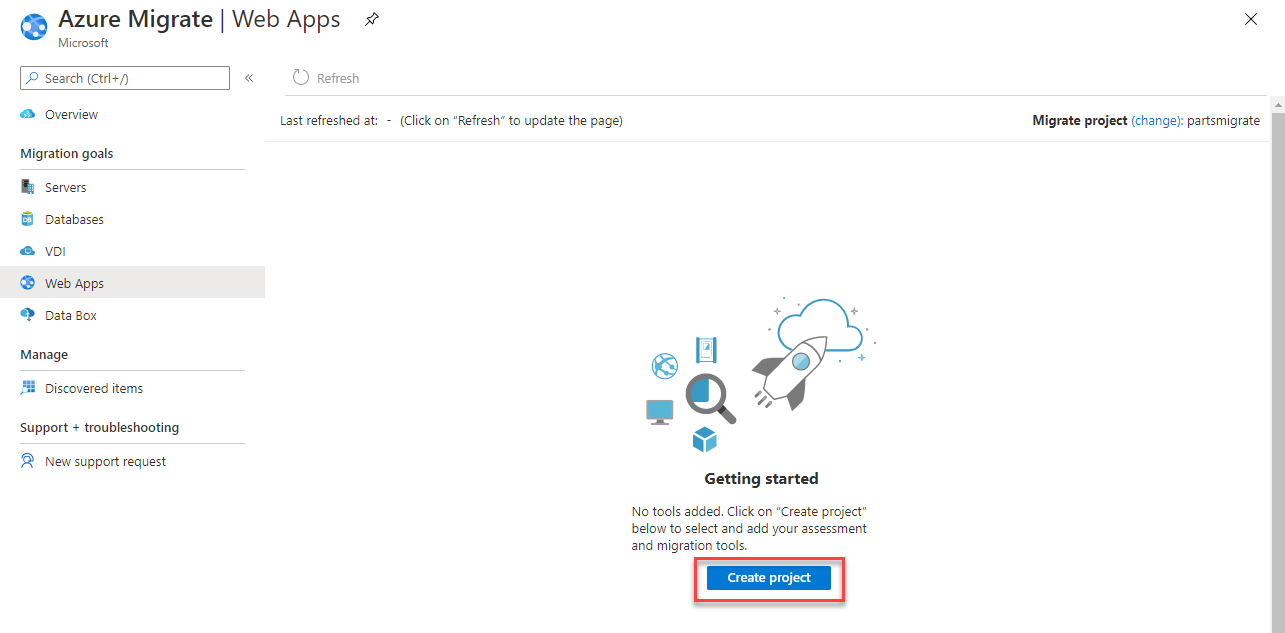 Azure Migrate | Web Apps
Microsoft
Search (Ctrl+/)
«
Refresh
Overview
Last refreshed at: - (Click on “Refresh” to update the page)
Migrate project (change): partsmigrate
Migration goals
Servers
Databases
VDI
Web Apps
Data Box
Manage
Discovered items
Support + troubleshooting
New support request
Getting started
No tools added. Click on “Create project”
below to select and add your assessment
and migration tools.
Create project